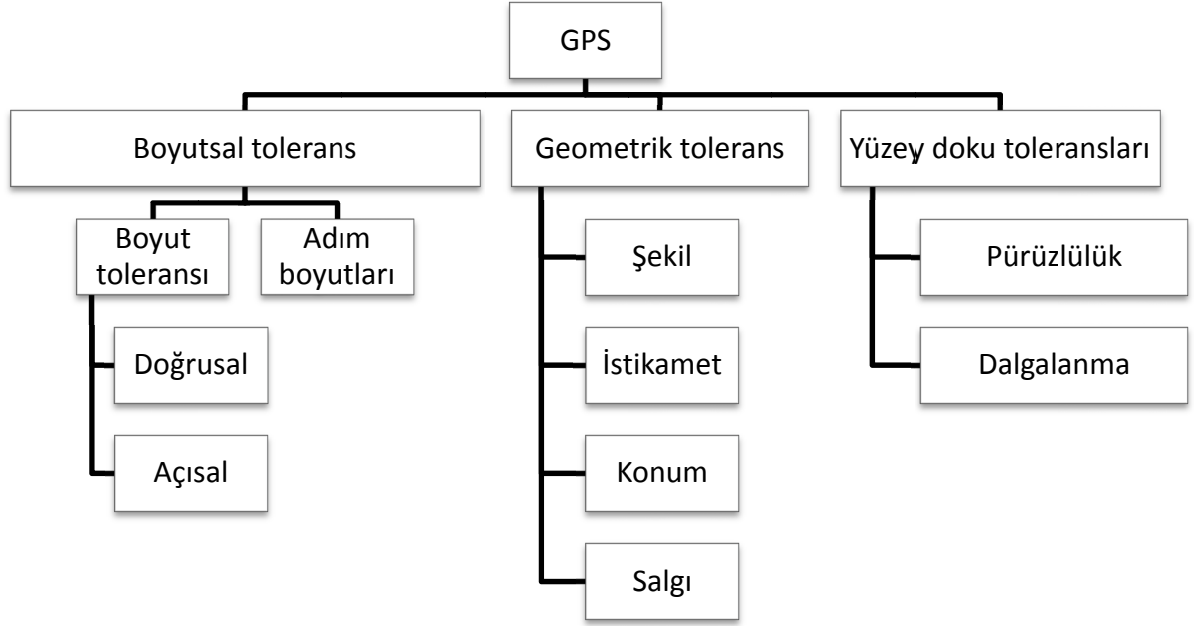 GPS
Boyutsal tolerans
Geometrik tolerans
Yüzey doku toleransları
Boyut
toleransı
Adım
boyutları
Doğrusal
Açısal
Şekil
İstikamet
Konum
Salgı
Pürüzlülük
Dalgalanma